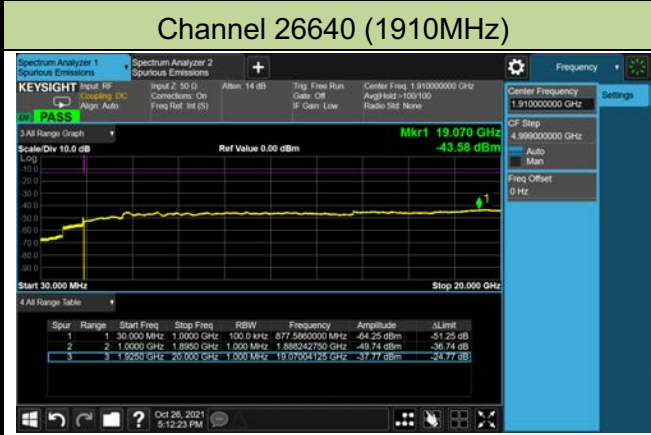 Channel 26640 (1910MHz)
Spectrum Analyzer 1
Spurious Emissions
Spectrum Analyzer 2
Spurious Emissions
+
Frequency
KEYSIGHT
Input: RF
Coupling: DC
Align: Auto
Input Z: 50 Ω
Corrections: On
Freq Ref: Int (S)
Atten: 14 dB
Trig: Free Run
Gate: Off
IF Gain: Low
Center Freq: 1.910000000 GHz
Avg|Hold:>100/100
Radio Std: None
PASS
Center Frequency
1.910000000 GHz
Settings
CF Step
4.999000000 GHz
Auto
Man
Freq Offset
0 Hz
3 All Range Graph
Mkr1 19.070 GHz
Scale/Div 10.0 dB
Ref Value 0.00 dBm
-43.58 dBm
Log
-10.0
-20.0
-30.0
-40.0
-50.0
-60.0
-70.0
-80.0
-90.0
1
Start 30.000 MHz
Stop 20.000 GHz
4 All Range Table
Spur Range Start Freq Stop Freq RBW Frequency Amplitude ΔLimit
1 1 30.000 MHz 1.0000 GHz 100.0 kHz 877.5860000 MHz -64.25 dBm -51.25 dB
2 2 1.0000 GHz 1.8950 GHz 1.000 MHz 1.888242750 GHz -49.74 dBm -36.74 dB
3 3 1.9250 GHz 20.000 GHz 1.000 MHz 19.07004125 GHz -37.77 dBm -24.77 dB
?
Oct 26, 2021
5:12:23 PM